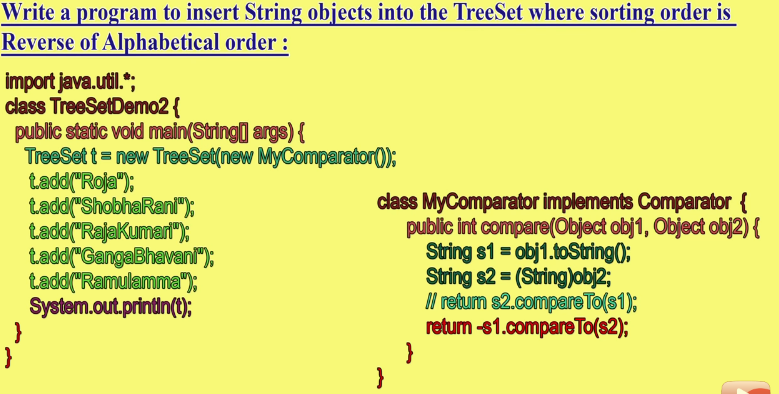 Write a program to insert String objects into the TreeSet where sorting order is
Reverse of Alphabetical order :
import java.util.*;
class TreeSetDemo2 {
public static void main(String[] args) {
TreeSet t = new TreeSet(new MyComparator());
t.add("Roja");
t.add("ShobhaRani");
t.add("RajaKumari");
t.add("GangaBhavani");
t.add("Ramulamma");
System.out.println(t);
}
}
class MyComparator implements Comparator {
public int compare(Object obj1, Object obj2) {
String s1 = obj1.toString();
String s2 = (String)obj2;
// return s2.compareTo(s1);
return -s1.compareTo(s2);
}
}